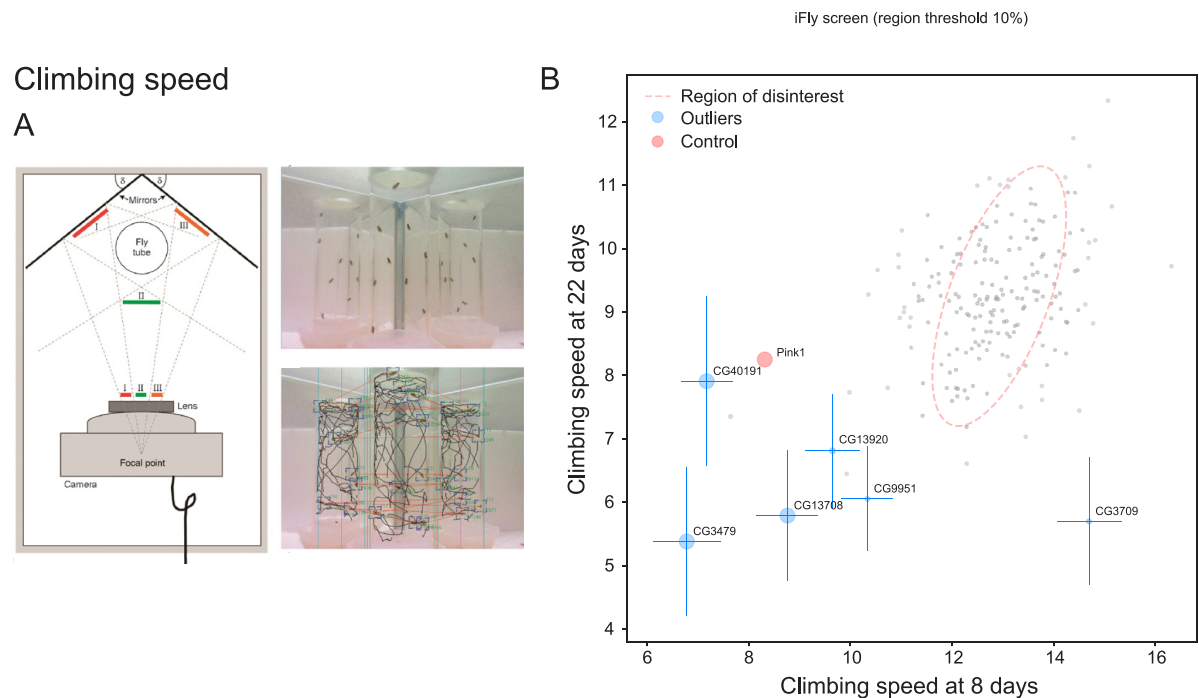 iFly screen (region threshold 10%)
Climbing speed
A
δ
δ
Mirrors
I
III
Fly
tube
II
I
II
III
Lens
Focal point
Camera
B
Region of disinterest
Outliers
Control
Climbing speed at 22 days
12
11
10
9
8
7
6
5
4
Pink1
CG40191
CG13920
CG9951
CG13708
CG3709
CG3479
6
8
10
12
14
16
Climbing speed at 8 days